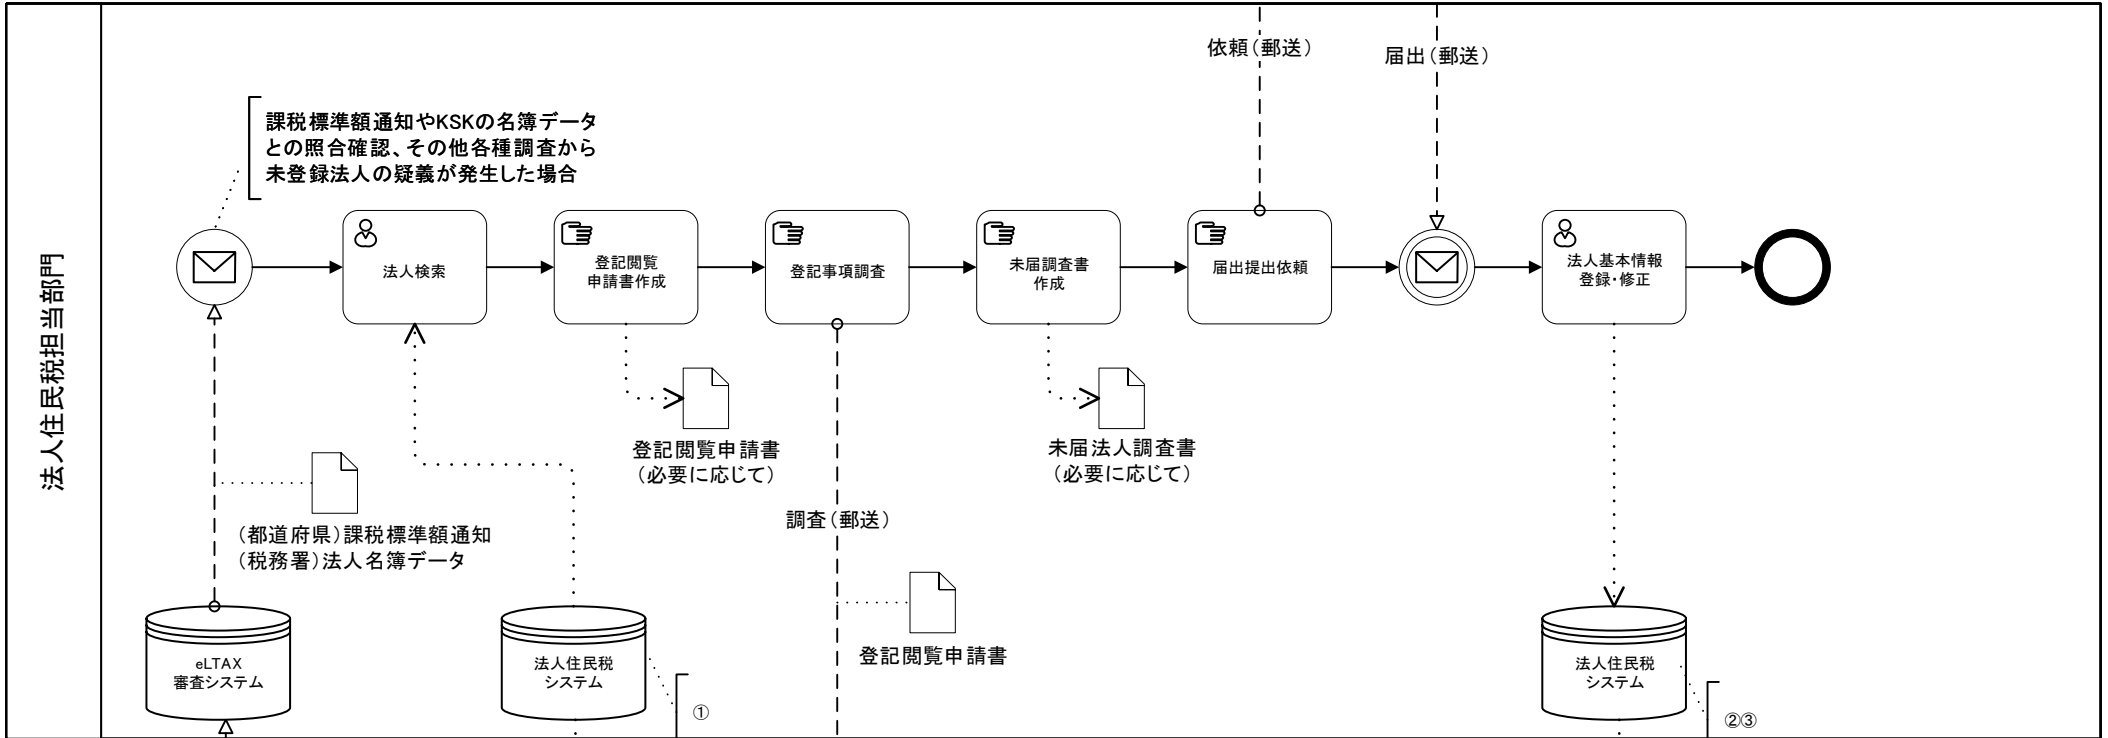 法人住民税担当部門
依頼（郵送）
届出（郵送）
課税標準額通知やKSKの名簿データ
との照合確認、その他各種調査から
未登録法人の疑義が発生した場合
法人検索
登記閲覧
申請書作成
登記事項調査
未届調査書
作成
届出提出依頼
法人基本情報
登録・修正
登記閲覧申請書
（必要に応じて）
未届法人調査書
（必要に応じて）
（都道府県）課税標準額通知
（税務署）法人名簿データ
調査（郵送）
登記閲覧申請書
eLTAX
審査システム
法人住民税
システム
①
法人住民税
システム
②③